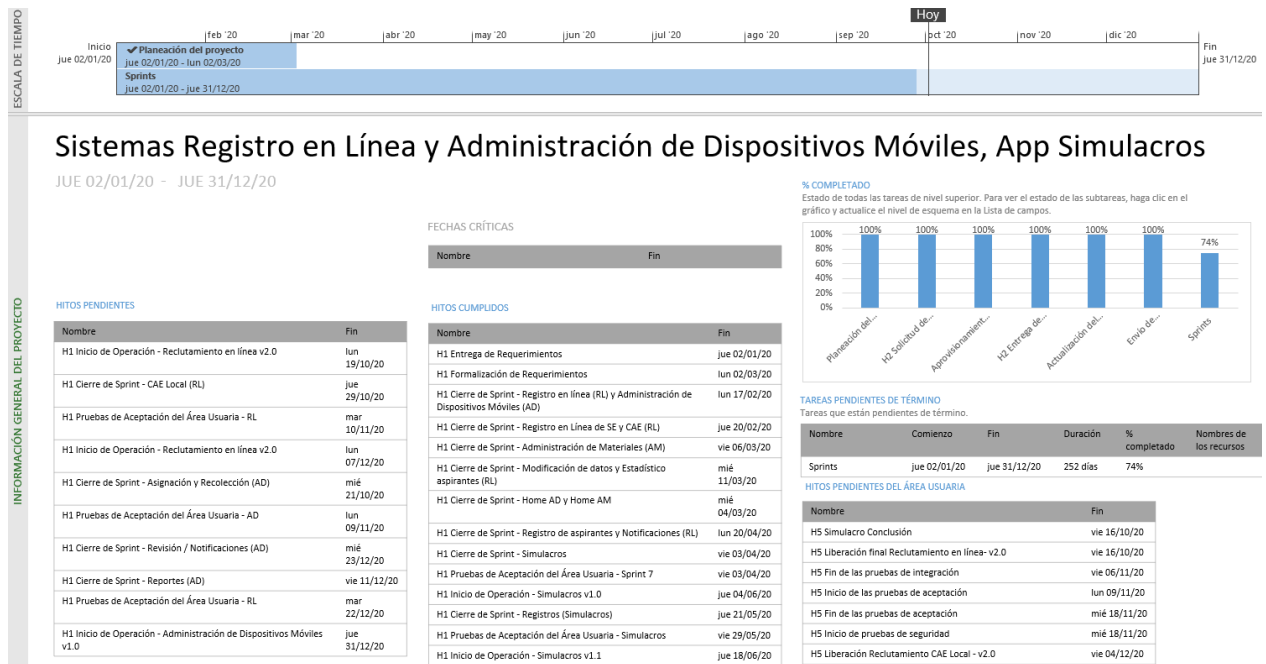 ESCALA DE TIEMPO
Hoy
feb '20 mar '20 abr '20 may '20 jun '20 jul '20 ago '20 sep '20 oct '20 nov '20 dic '20
Inicio
jue 02/01/20
✔ Planeación del proyecto
jue 02/01/20 - lun 02/03/20
Sprints
jue 02/01/20 - jue 31/12/20
Fin
jue 31/12/20
INFORMACIÓN GENERAL DEL PROYECTO
Sistemas Registro en Línea y Administración de Dispositivos Móviles, App Simulacros
JUE 02/01/20 - JUE 31/12/20
HITOS PENDIENTES
Nombre Fin
H1 Inicio de Operación - Reclutamiento en línea v2.0 lun
19/10/20
H1 Cierre de Sprint - CAE Local (RL) jue
29/10/20
H1 Pruebas de Aceptación del Área Usuaria - RL mar
10/11/20
H1 Inicio de Operación - Reclutamiento en línea v2.0 lun
07/12/20
H1 Cierre de Sprint - Asignación y Recolección (AD) mié
21/10/20
H1 Pruebas de Aceptación del Área Usuaria - AD lun
09/11/20
H1 Cierre de Sprint - Revisión / Notificaciones (AD) mié
23/12/20
H1 Cierre de Sprint - Reportes (AD) vie 11/12/20
H1 Pruebas de Aceptación del Área Usuaria - RL mar
22/12/20
H1 Inicio de Operación - Administración de Dispositivos Móviles jue
v1.0 31/12/20
FECHAS CRÍTICAS
Nombre Fin
HITOS CUMPLIDOS
Nombre Fin
H1 Entrega de Requerimientos jue 02/01/20
H1 Formalización de Requerimientos lun 02/03/20
H1 Cierre de Sprint - Registro en línea (RL) y Administración de lun 17/02/20
Dispositivos Móviles (AD)
H1 Cierre de Sprint - Registro en Línea de SE y CAE (RL) jue 20/02/20
H1 Cierre de Sprint - Administración de Materiales (AM) vie 06/03/20
H1 Cierre de Sprint - Modificación de datos y Estadístico mié
aspirantes (RL) 11/03/20
H1 Cierre de Sprint - Home AD y Home AM mié
04/03/20
H1 Cierre de Sprint - Registro de aspirantes y Notificaciones (RL) lun 20/04/20
H1 Cierre de Sprint - Simulacros vie 03/04/20
H1 Pruebas de Aceptación del Área Usuaria - Sprint 7 vie 03/04/20
H1 Inicio de Operación - Simulacros v1.0 jue 04/06/20
H1 Cierre de Sprint - Registros (Simulacros) jue 21/05/20
H1 Pruebas de Aceptación del Área Usuaria - Simulacros vie 29/05/20
H1 Inicio de Operación - Simulacros v1.1 jue 18/06/20
% COMPLETADO
Estado de todas las tareas de nivel superior. Para ver el estado de las subtareas, haga clic en el
gráfico y actualice el nivel de esquema en la Lista de campos.
100%
80%
60%
40%
20%
0%
100% 100% 100% 100% 100% 100% 74%
Planeación del...
H2 Solicitud de...
Aprovisionamient...
H2 Entrega de...
Actualización del...
Envío de...
Sprints
TAREAS PENDIENTES DE TÉRMINO
Tareas que están pendientes de término.
Nombre Comienzo Fin Duración % Nombres de
completado los recursos
Sprints jue 02/01/20 jue 31/12/20 252 días 74%
HITOS PENDIENTES DEL ÁREA USUARIA
Nombre Fin
H5 Simulacro Conclusión vie 16/10/20
H5 Liberación final Reclutamiento en línea- v2.0 vie 16/10/20
H5 Fin de las pruebas de integración vie 06/11/20
H5 Inicio de las pruebas de aceptación lun 09/11/20
H5 Fin de las pruebas de aceptación mié 18/11/20
H5 Inicio de pruebas de seguridad mié 18/11/20
H5 Liberación Reclutamiento CAE Local - v2.0 vie 04/12/20